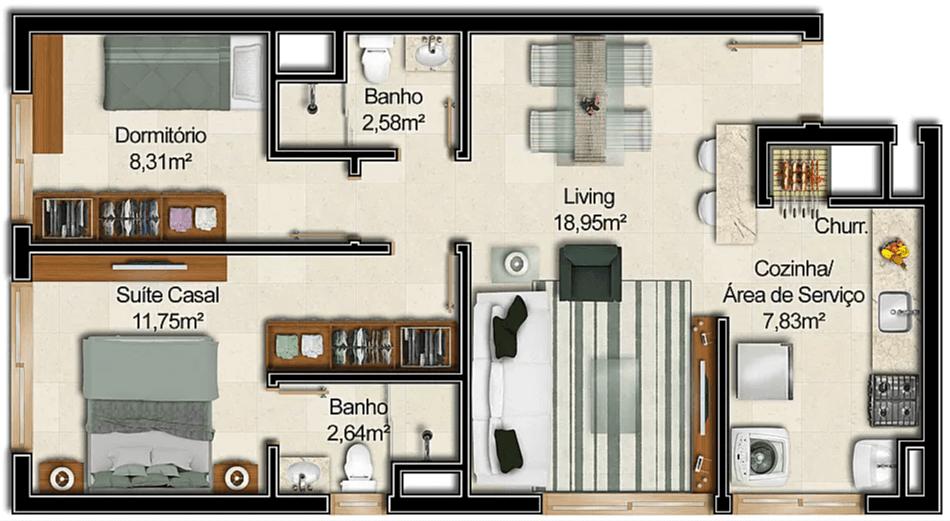 Dormitório
8,31m²
Banho
2,58m²
Living
18,95m²
Churr.
Cozinha/
Área de Serviço
7,83m²
Suíte Casal
11,75m²
Banho
2,64m²